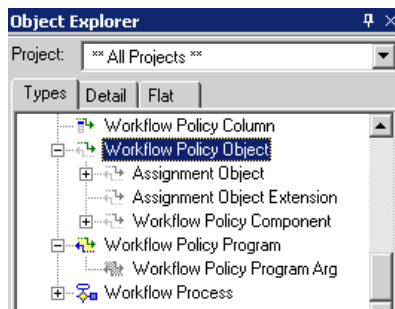 Object Explorer
Project: ** All Projects **
Types Detail Flat
Workflow Policy Column
Workflow Policy Object
Assignment Object
Assignment Object Extension
Workflow Policy Component
Workflow Policy Program
Workflow Policy Program Arg
Workflow Process